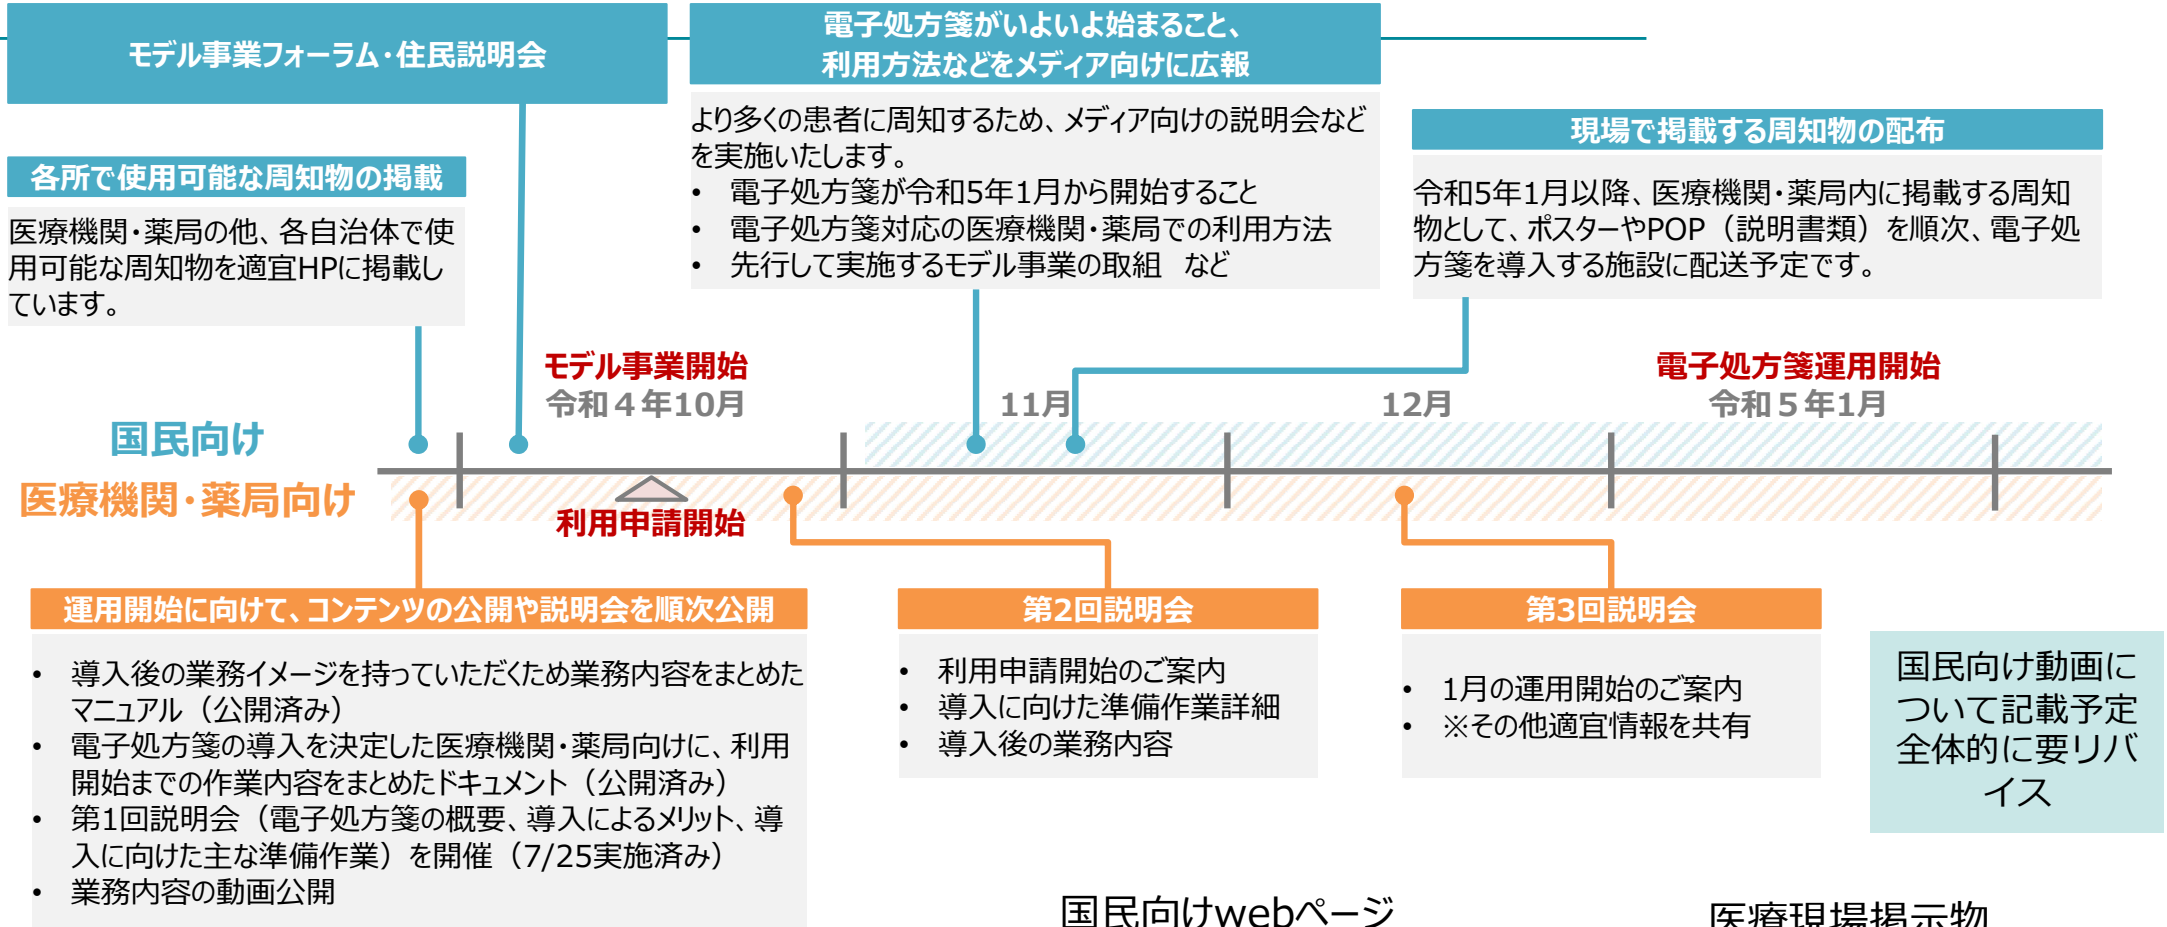 モデル事業フォーラム・住民説明会
電子処方箋がいよいよ始まること、
利用方法などをメディア向けに広報
より多くの患者に周知するため、メディア向けの説明会など
を実施いたします。
• 電子処方箋が令和5年1月から開始すること
• 電子処方箋対応の医療機関・薬局での利用方法
• 先行して実施するモデル事業の取組 など
現場で掲載する周知物の配布
令和5年1月以降、医療機関・薬局内に掲載する周知
物として、ポスターやPOP（説明書類）を順次、電子処
方箋を導入する施設に配送予定です。
各所で使用可能な周知物の掲載
医療機関・薬局の他、各自治体で使
用可能な周知物を適宜HPに掲載し
ています。
モデル事業開始
令和４年10月
11月
12月
電子処方箋運用開始
令和５年1月
国民向け
医療機関・薬局向け
利用申請開始
運用開始に向けて、コンテンツの公開や説明会を順次公開
• 導入後の業務イメージを持っていただくため業務内容をまとめた
マニュアル（公開済み）
• 電子処方箋の導入を決定した医療機関・薬局向けに、利用
開始までの作業内容をまとめたドキュメント（公開済み）
• 第1回説明会（電子処方箋の概要、導入によるメリット、導
入に向けた主な準備作業）を開催（7/25実施済み）
• 業務内容の動画公開
第2回説明会
• 利用申請開始のご案内
• 導入に向けた準備作業詳細
• 導入後の業務内容
第3回説明会
• 1月の運用開始のご案内
• ※その他適宜情報を共有
国民向け動画に
ついて記載予定
全体的に要リバ
イス
国民向けwebページ
医療現場掲示物